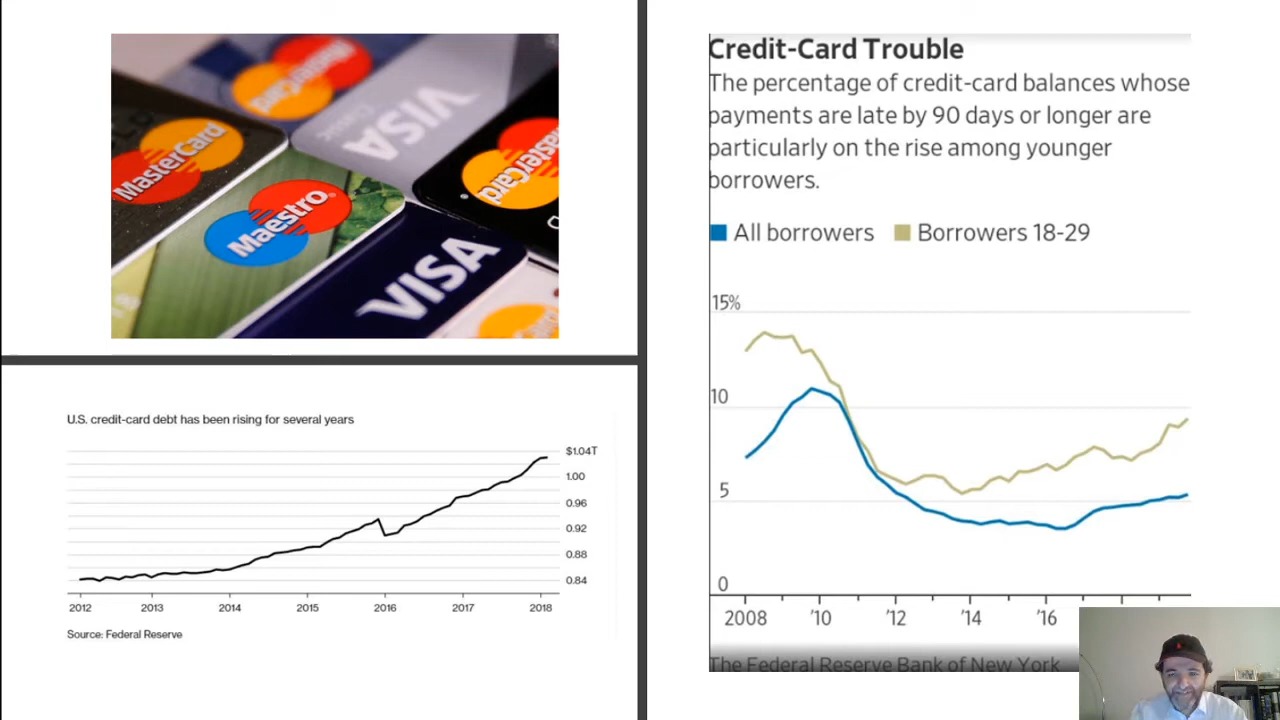 MasterCard
VISA
CLASSIC
MasterCard
MasterCard
Maestro
VISA
U.S. credit-card debt has been rising for several years
$1.04T
1.00
0.96
0.92
0.88
0.84
2012 2013 2014 2015 2016 2017 2018
Source: Federal Reserve
Credit-Card Trouble
The percentage of credit-card balances whose
payments are late by 90 days or longer are
particularly on the rise among younger
borrowers.
All borrowers Borrowers 18-29
15%
10
5
0
2008 '10 '12 '14 '16
The Federal Reserve Bank of New York